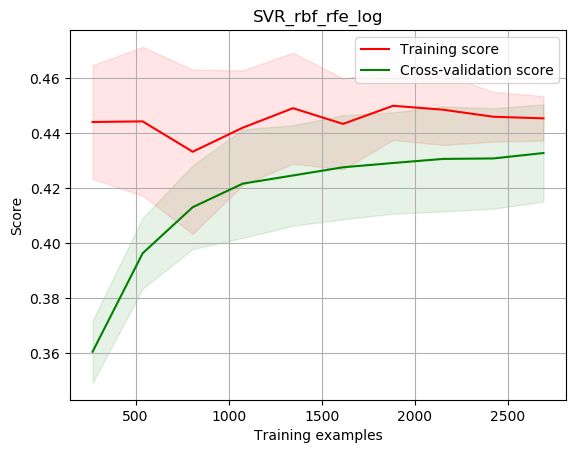 SVR_rbf_rfe_log
Training score
Cross-validation score
0.46
0.44
0.42
0.40
0.38
0.36
Score
500
1000
1500
2000
2500
Training examples